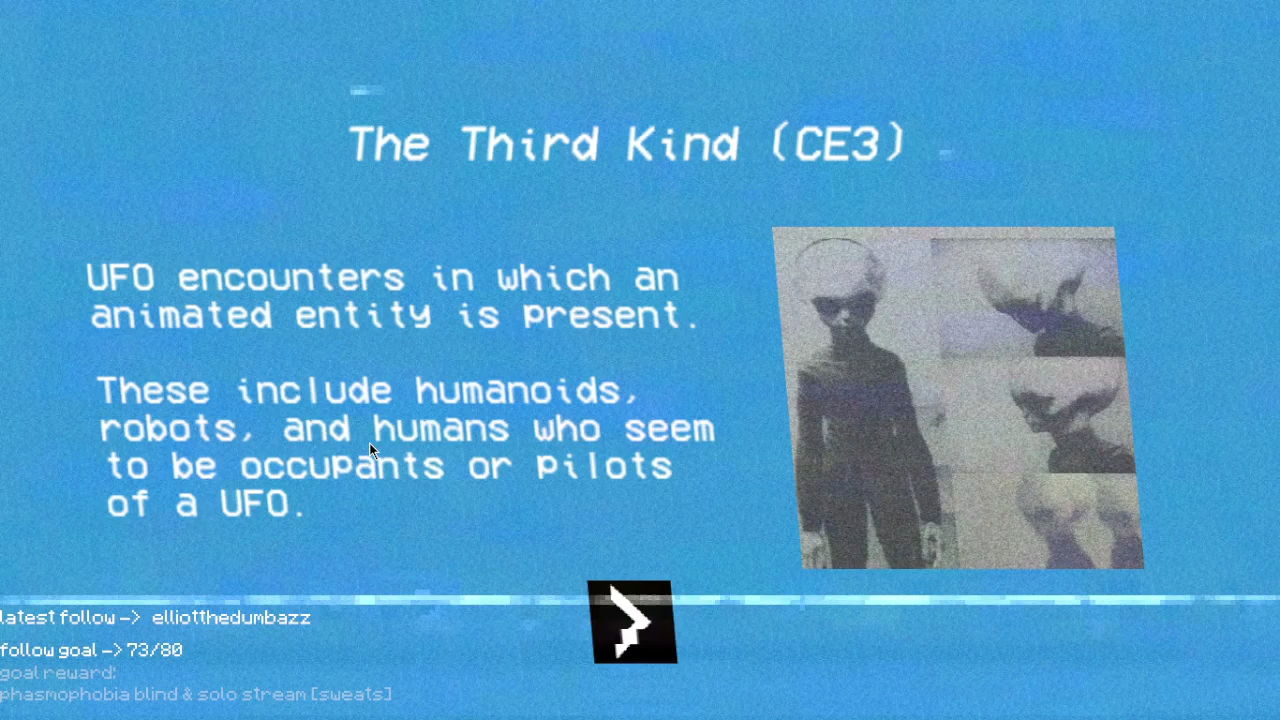 The Third Kind (CE3)
UFO encounters in which an
animated entity is present.
These include humanoids,
robots, and humans who seem
to be occupants or pilots
of a UFO.
latest follow -> elliotthedumbazz
follow goal -> 73/80
goal reward:
phasmophobia blind & solo stream [sweats]